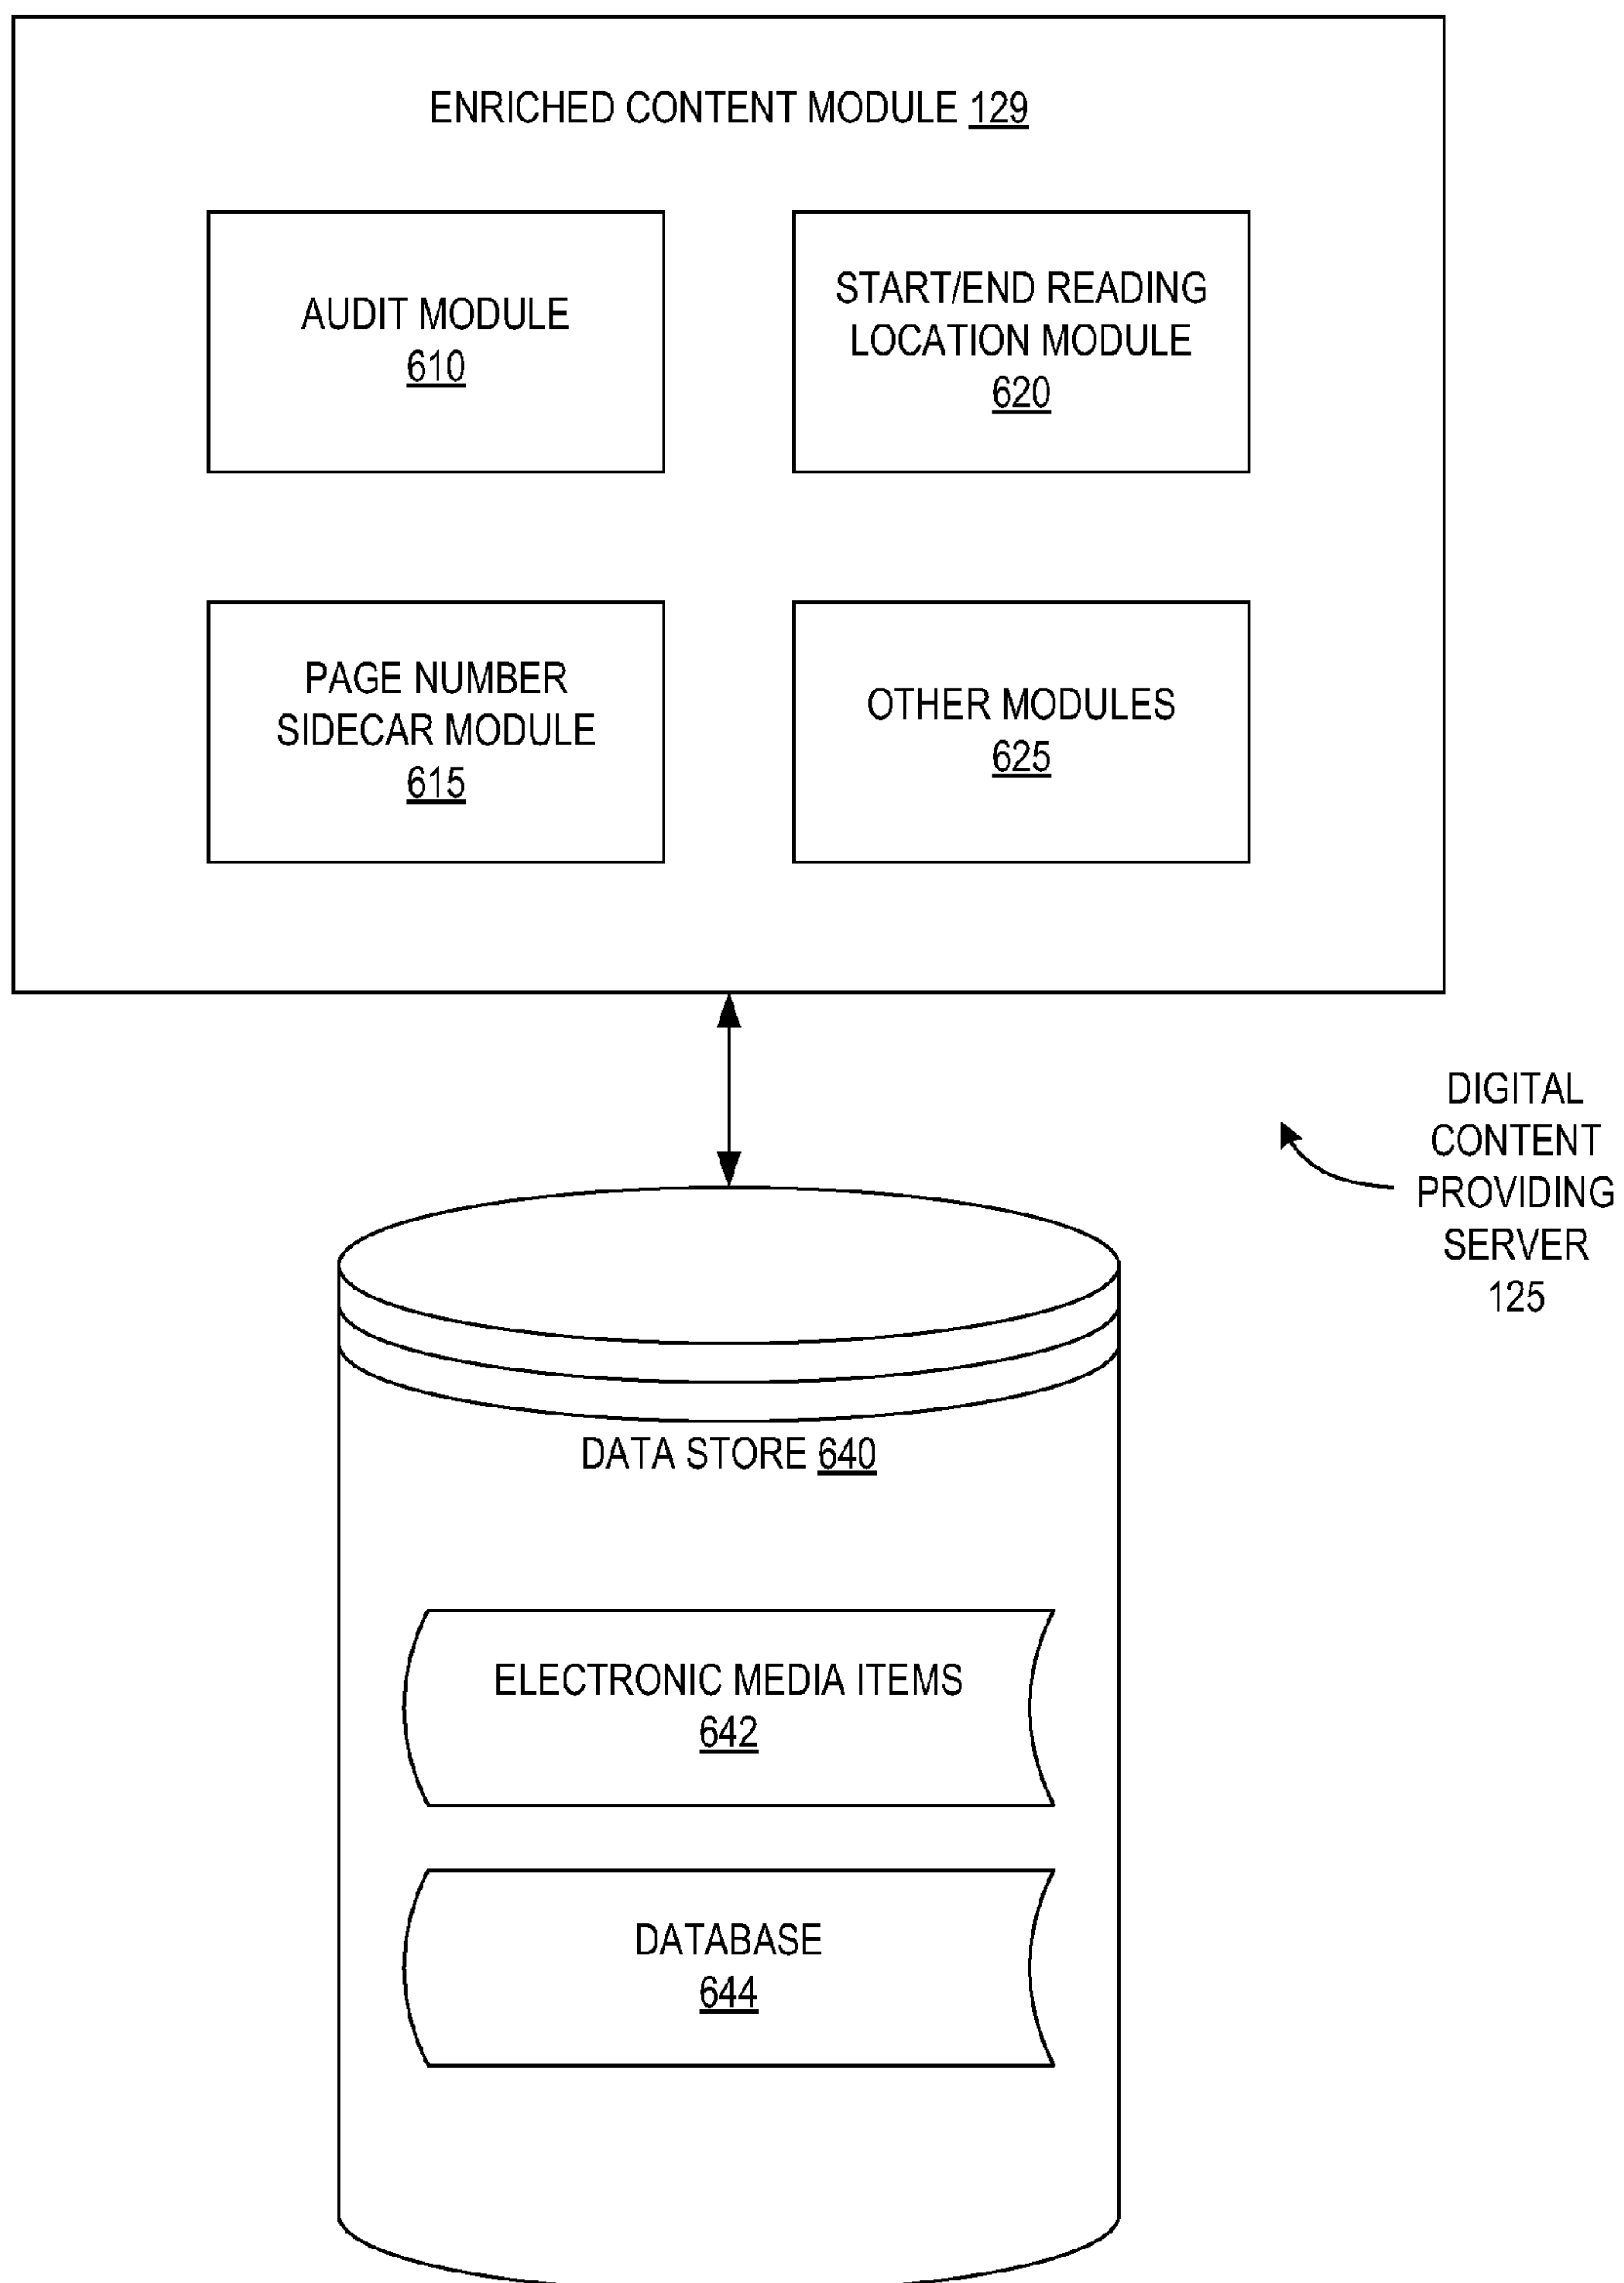 ENRICHED CONTENT MODULE 129
AUDIT MODULE
610
START/END READING
LOCATION MODULE
620
PAGE NUMBER
SIDECAR MODULE
615
OTHER MODULES
625
DIGITAL
CONTENT
PROVIDING
SERVER
125
DATA STORE 640
ELECTRONIC MEDIA ITEMS
642
DATABASE
644